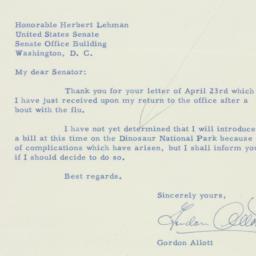 Honorable Herbert Lehman
United States Senate
Senate Office Building
Washington, D. C.
My dear Senator:
Thank you for your letter of April 23rd which
I have just received upon my return to the office after a
bout with the flu.
I have not yet determined that I will introduce
a bill at this time on the Dinosaur National Park because
of complications which have arisen, but I shall inform you
if I should decide to do so.
Best regards.
Sincerely yours,
Gordon Allott
Gordon Allott